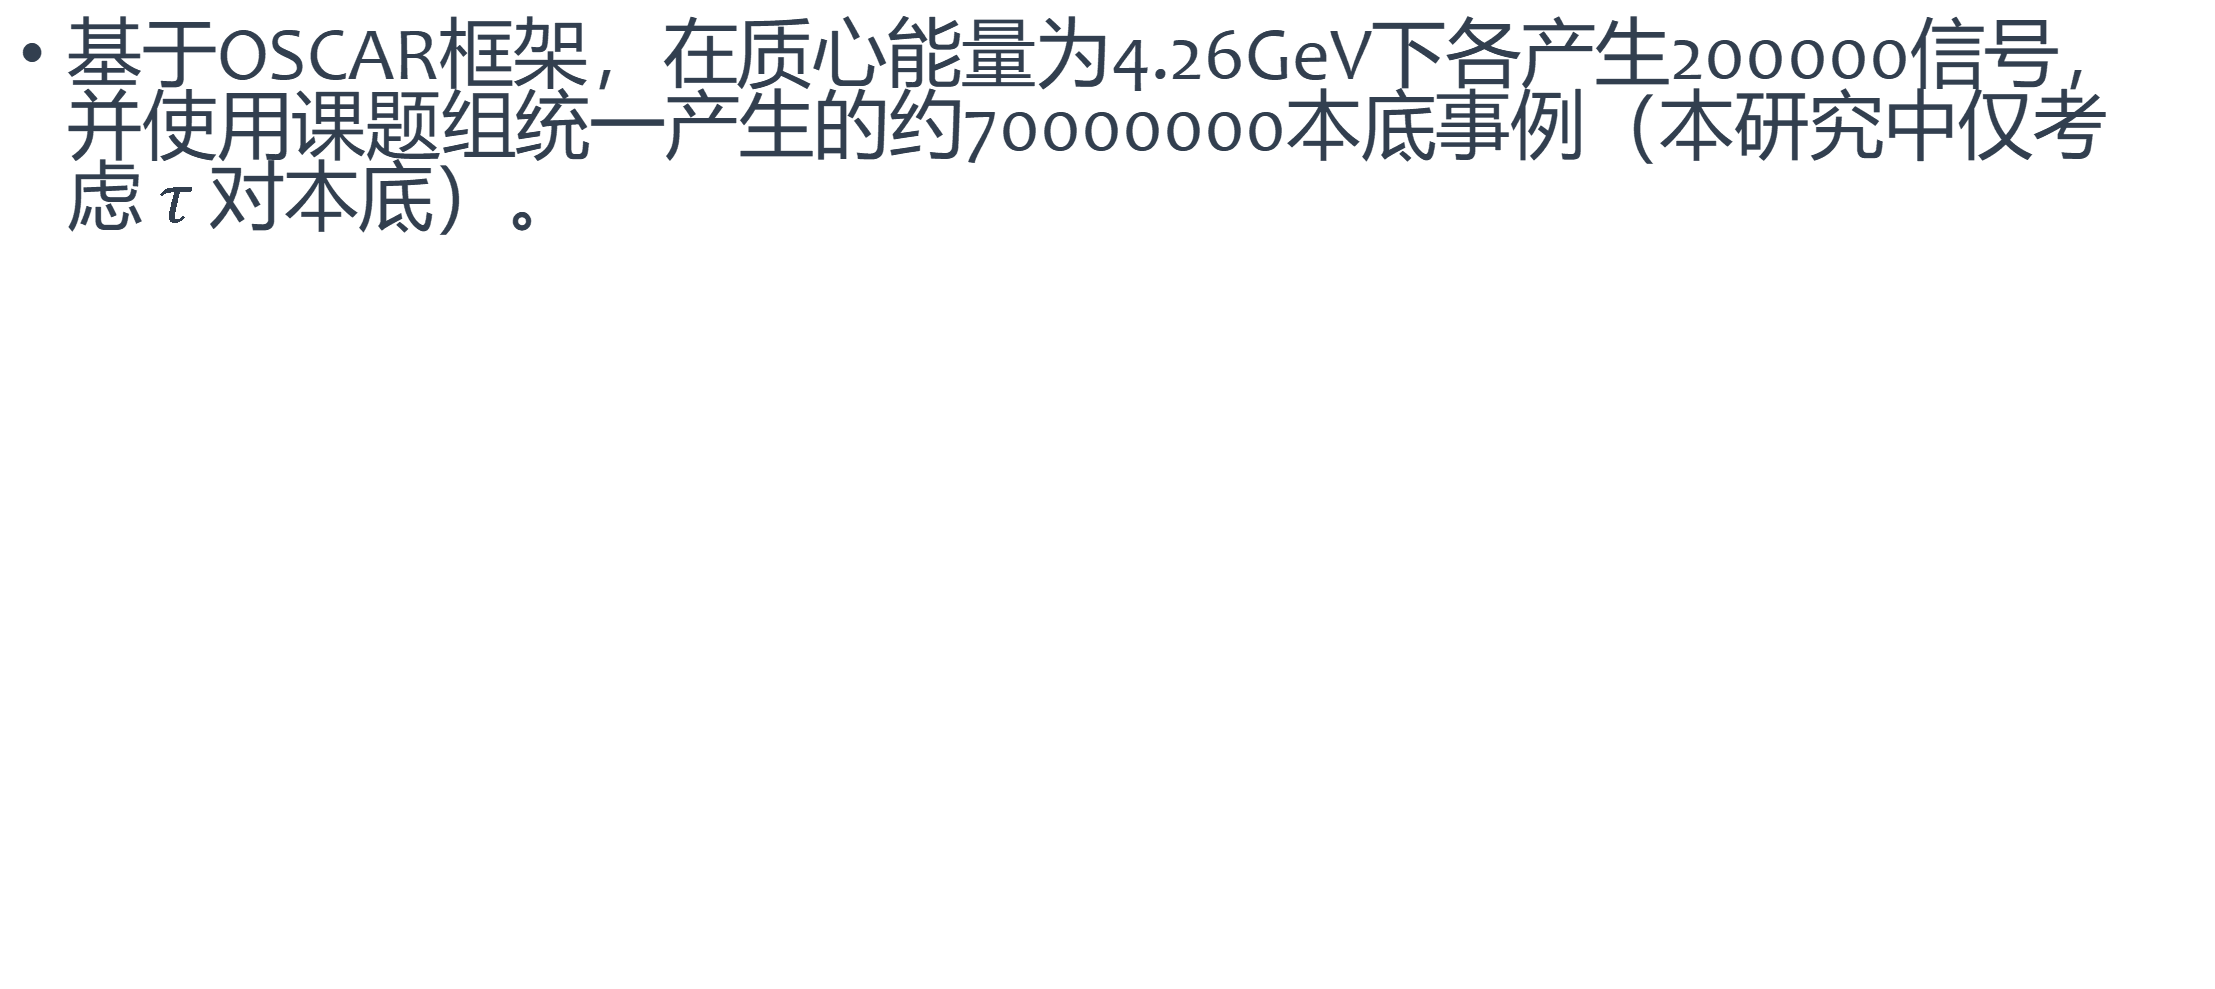 • 基于OSCAR框架，在质心能量为4.26GeV下各产生200000信号，
并使用课题组统一产生的约70000000本底事例（本研究中仅考
虑 τ 对本底）。